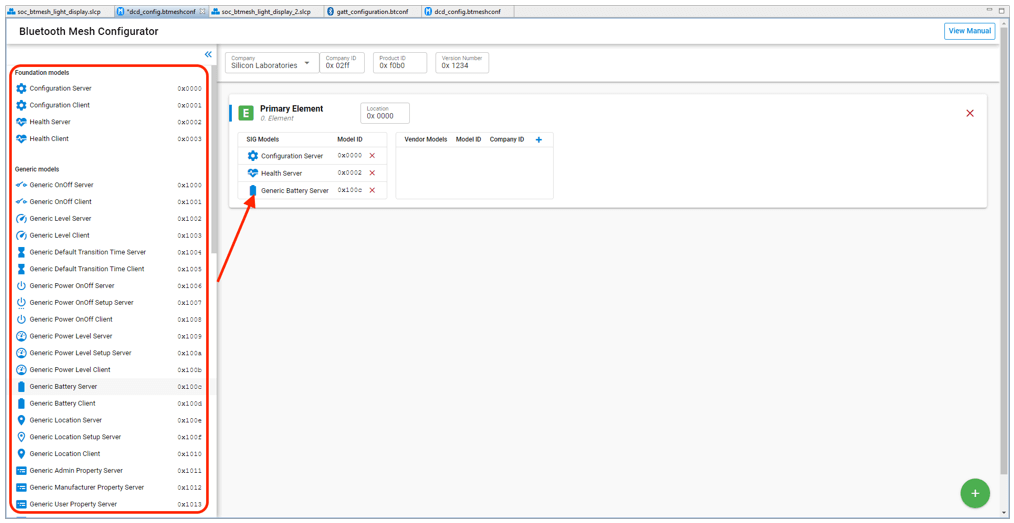 soc_btmesh_light_display.slcp
*dcd_config.btmeshconf
soc_btmesh_light_display_2.slcp
gatt_configuration.btconf
dcd_config.btmeshconf
Bluetooth Mesh Configurator
View Manual
Foundation models
Configuration Server 0x0000
Configuration Client 0x0001
Health Server 0x0002
Health Client 0x0003
Generic models
Generic OnOff Server 0x1000
Generic OnOff Client 0x1001
Generic Level Server 0x1002
Generic Level Client 0x1003
Generic Default Transition Time Server 0x1004
Generic Default Transition Time Client 0x1005
Generic Power OnOff Server 0x1006
Generic Power OnOff Setup Server 0x1007
Generic Power OnOff Client 0x1008
Generic Power Level Server 0x1009
Generic Power Level Setup Server 0x100a
Generic Power Level Client 0x100b
Generic Battery Server 0x100c
Generic Battery Client 0x100d
Generic Location Server 0x100e
Generic Location Setup Server 0x100f
Generic Location Client 0x1010
Generic Admin Property Server 0x1011
Generic Manufacturer Property Server 0x1012
Generic User Property Server 0x1013
Company
Silicon Laboratories
Company ID
0x 02ff
Product ID
0x f0b0
Version Number
0x 1234
E
Primary Element
0. Element
Location
0x 0000
SIG Models Model ID
Configuration Server 0x0000
Health Server 0x0002
Generic Battery Server 0x100c
Vendor Models Model ID Company ID +
+